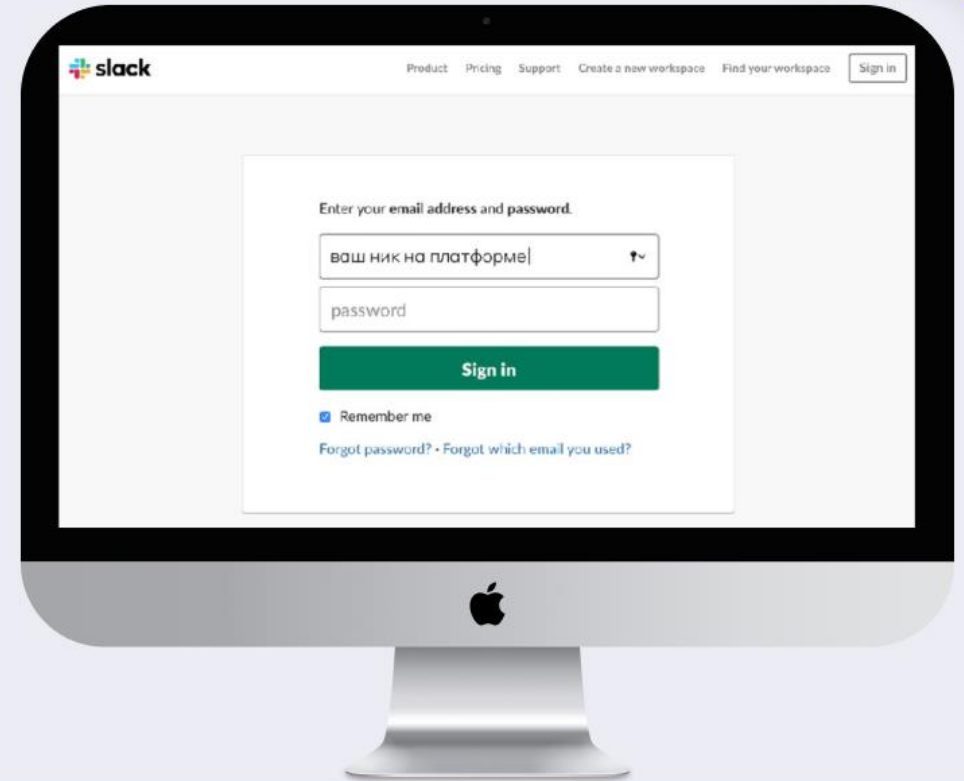 slack Product Pricing Support Create a new workspace Find your workspace Sign in
Enter your email address and password.
ваш ник на платформе
password
Sign in
Remember me
Forgot password? • Forgot which email you used?